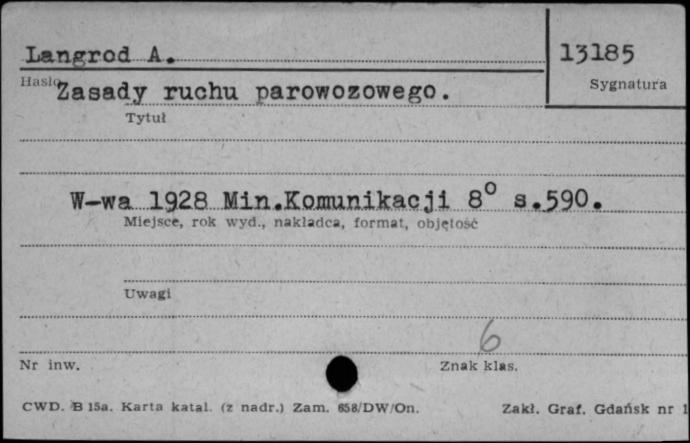 Langrod A. 13185
Hasło Sygnatura
Zasady ruchu parowozowego.
Tytuł
W-wa 1928 Min.Komunikacji 8° s.590.
Miejsce, rok wyd., nakładca, format, objętość
Uwagi
6
Nr inw. Znak klas.
CWD. B 15a. Karta katal. (z nadr.) Zam. 658/DW/On. Zakł. Graf. Gdańsk nr 1